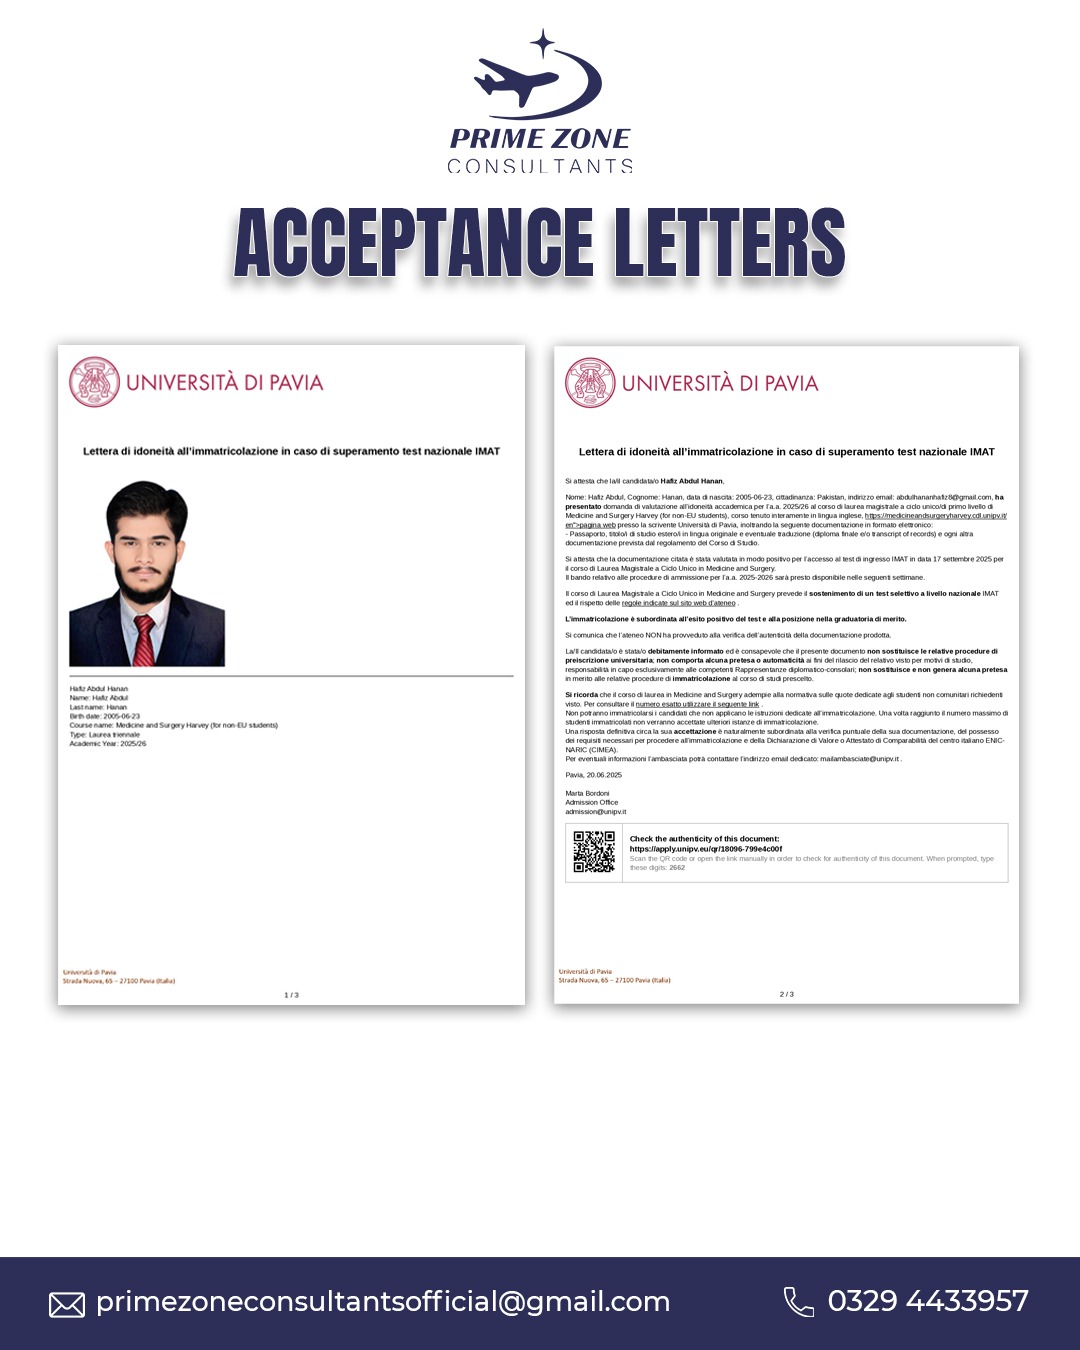 PRIME ZONE
CONSULTANTS
ACCEPTANCE LETTERS
UNIVERSITÀ DI PAVIA
Lettera di idoneità all'immatricolazione in caso di superamento test nazionale IMAT
Hafiz Abdul Hanan
Name: Hafiz Abdul
Last name: Hanan
Birth date: 2005-06-23
Course name: Medicine and Surgery Harvey (for non-EU students)
Type: Laurea triennale
Academic Year: 2025/26
Università di Pavia
Strada Nuova, 65 – 27100 Pavia (Italia)
1 / 3
UNIVERSITÀ DI PAVIA
Lettera di idoneità all'immatricolazione in caso di superamento test nazionale IMAT
Si attesta che la/il candidata/o Hafiz Abdul Hanan,
Nome: Hafiz Abdul, Cognome: Hanan, data di nascita: 2005-06-23, cittadinanza: Pakistan, indirizzo email: abdulhananhafiz8@gmail.com, ha
presentato domanda di valutazione all'idoneità accademica per l'a.a. 2025/26 al corso di laurea magistrale a ciclo unico/di primo livello di
Medicine and Surgery Harvey (for non-EU students), corso tenuto interamente in lingua inglese, https://medicineandsurgeryharvey.cdl.unipv.it/
en">pagina web presso la scrivente Università di Pavia, inoltrando la seguente documentazione in formato elettronico:
- Passaporto, titolo/i di studio estero/i in lingua originale e eventuale traduzione (diploma finale e/o transcript of records) e ogni altra
documentazione prevista dal regolamento del Corso di Studio.
Si attesta che la documentazione citata è stata valutata in modo positivo per l'accesso al test di ingresso IMAT in data 17 settembre 2025 per
il corso di Laurea Magistrale a Ciclo Unico in Medicine and Surgery.
Il bando relativo alle procedure di ammissione per l'a.a. 2025-2026 sarà presto disponibile nelle seguenti settimane.
Il corso di Laurea Magistrale a Ciclo Unico in Medicine and Surgery prevede il sostenimento di un test selettivo a livello nazionale IMAT
ed il rispetto delle regole indicate sul sito web d'ateneo .
L'immatricolazione è subordinata all'esito positivo del test e alla posizione nella graduatoria di merito.
Si comunica che l'ateneo NON ha provveduto alla verifica dell'autenticità della documentazione prodotta.
La/Il candidata/o è stata/o debitamente informato ed è consapevole che il presente documento non sostituisce le relative procedure di
preiscrizione universitaria; non comporta alcuna pretesa o automaticità ai fini del rilascio del relativo visto per motivi di studio,
responsabilità in capo esclusivamente alle competenti Rappresentanze diplomatico-consolari; non sostituisce e non genera alcuna pretesa
in merito alle relative procedure di immatricolazione al corso di studi prescelto.
Si ricorda che il corso di laurea in Medicine and Surgery adempie alla normativa sulle quote dedicate agli studenti non comunitari richiedenti
visto. Per consultare il numero esatto utilizzare il seguente link .
Non potranno immatricolarsi i candidati che non applicano le istruzioni dedicate all'immatricolazione. Una volta raggiunto il numero massimo di
studenti immatricolati non verranno accettate ulteriori istanze di immatricolazione.
Una risposta definitiva circa la sua accettazione è naturalmente subordinata alla verifica puntuale della sua documentazione, del possesso
dei requisiti necessari per procedere all'immatricolazione e della Dichiarazione di Valore o Attestato di Comparabilità del centro italiano ENIC-
NARIC (CIMEA).
Per eventuali informazioni l'ambasciata potrà contattare l'indirizzo email dedicato: mailambasciate@unipv.it .
Pavia, 20.06.2025
Marta Bordoni
Admission Office
admission@unipv.it
Check the authenticity of this document:
https://apply.unipv.eu/qr/18096-799e4c00f
Scan the QR code or open the link manually in order to check for authenticity of this document. When prompted, type
these digits: 2662
Università di Pavia
Strada Nuova, 65 – 27100 Pavia (Italia)
2 / 3
primezoneconsultantsofficial@gmail.com
0329 4433957